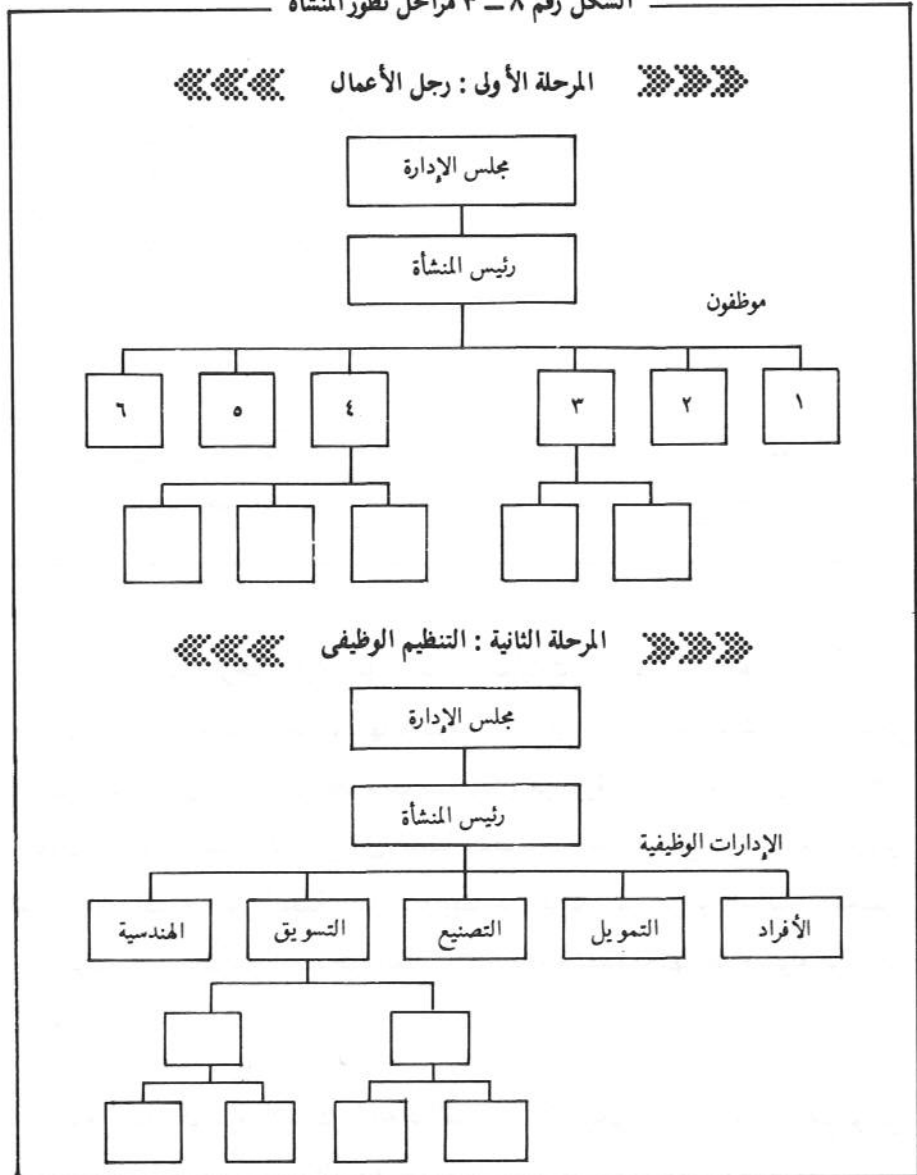 الشكل رقم ٨ – ٣ مراحل تطور المنشأة
المرحلة الأولى : رجل الأعمال
مجلس الإدارة
رئيس المنشأة
موظفون
١ ٢ ٣ ٤ ٥ ٦
المرحلة الثانية : التنظيم الوظيفى
مجلس الإدارة
رئيس المنشأة
الإدارات الوظيفية
الأفراد التمويل التصنيع التسويق الهندسية